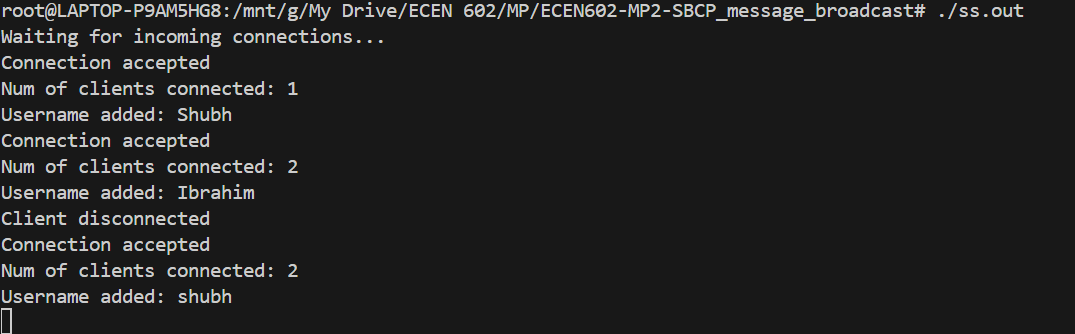 root@LAPTOP-P9AM5HG8:/mnt/g/My Drive/ECEN 602/MP/ECEN602-MP2-SBCP_message_broadcast# ./ss.out
Waiting for incoming connections...
Connection accepted
Num of clients connected: 1
Username added: Shubh
Connection accepted
Num of clients connected: 2
Username added: Ibrahim
Client disconnected
Connection accepted
Num of clients connected: 2
Username added: shubh